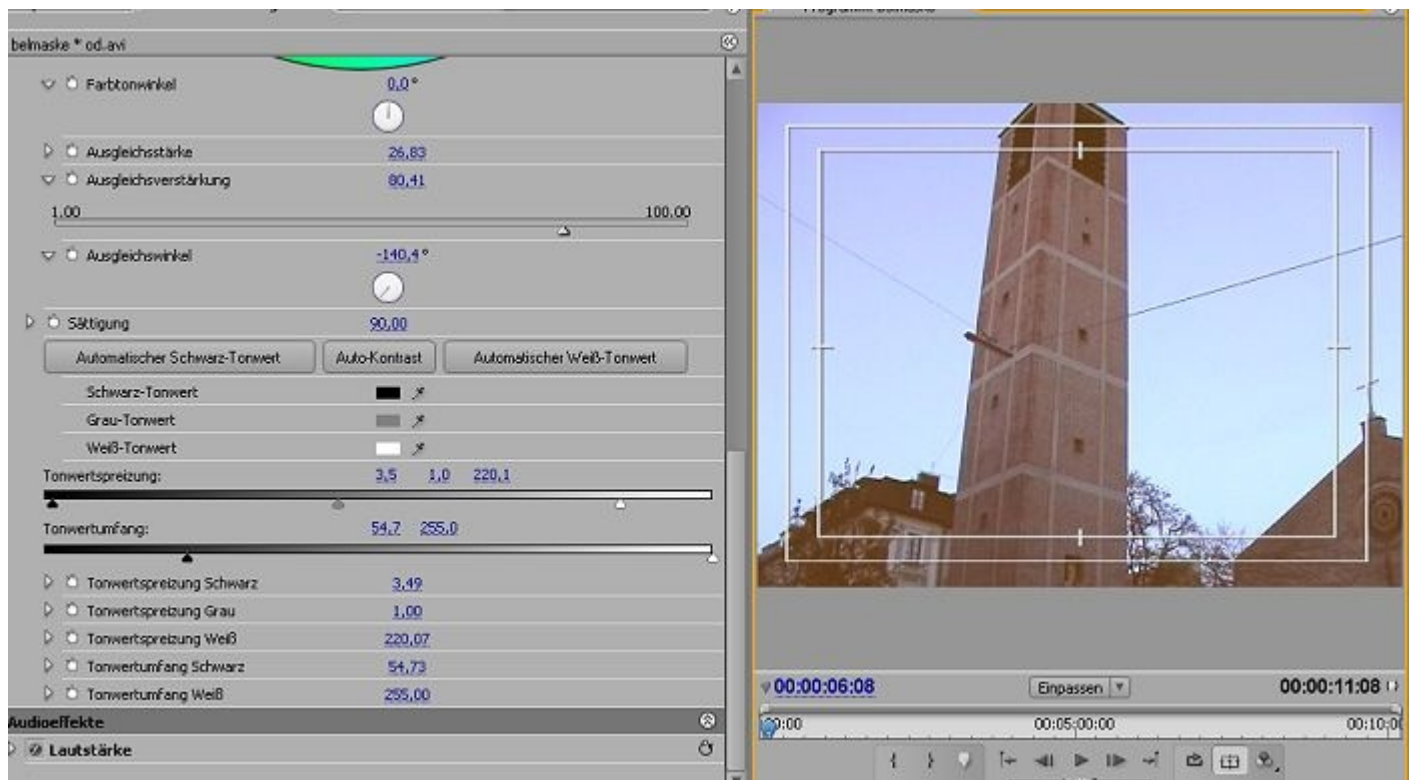 belmaske * od.avi
Farbtonwinkel 0,0 °
Ausgleichsstärke 26,83
Ausgleichsverstärkung 80,41
1.00 100.00
Ausgleichswinkel -140,4 °
Sättigung 90,00
Automatischer Schwarz-Tonwert Auto-Kontrast Automatischer Weiß-Tonwert
Schwarz-Tonwert
Grau-Tonwert
Weiß-Tonwert
Tonwertspreizung: 3,5 1,0 220,1
Tonwertumfang: 54,7 255,0
Tonwertspreizung Schwarz 3,49
Tonwertspreizung Grau 1,00
Tonwertspreizung Weiß 220,07
Tonwertumfang Schwarz 54,73
Tonwertumfang Weiß 255,00
Audioeffekte
Lautstärke
00:00:06:08 Einpassen 00:00:11:08
00:05:00:00